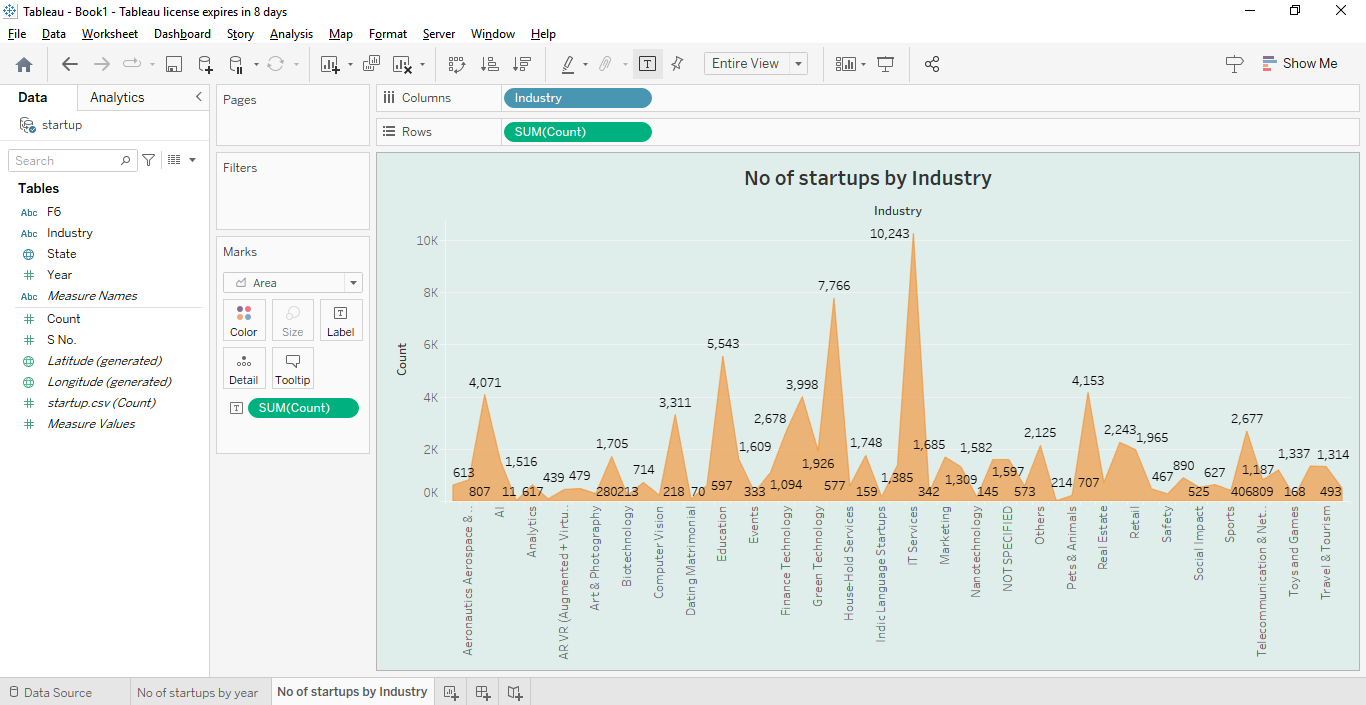 Tableau - Book1 - Tableau license expires in 8 days
File Data Worksheet Dashboard Story Analysis Map Format Server Window Help
Entire View
Show Me
Data Analytics
startup
Search
Tables
Abc F6
Abc Industry
State
# Year
Abc Measure Names
# Count
# S No.
Latitude (generated)
Longitude (generated)
# startup.csv (Count)
# Measure Values
Pages
Filters
Marks
Area
Color Size Label
Detail Tooltip
SUM(Count)
Columns Industry
Rows SUM(Count)
No of startups by Industry
Industry
Count
10K
8K
6K
4K
2K
0K
10,243
7,766
5,543
4,071 3,998 4,153
3,311
2,678 2,677
2,125 2,243
1,705 1,609 1,748 1,685 1,582 1,965
1,516 1,926 1,385 1,309 1,597 1,187 1,337 1,314
613 439 479 714 1,094 577 214 707 467 890 627
807 11 617 280 213 218 70 597 333 159 342 145 573 525 406 809 168 493
Aeronautics Aerospace & ..
AI
Analytics
AR VR (Augmented + Virtu..
Art & Photography
Biotechnology
Computer Vision
Dating Matrimonial
Education
Events
Finance Technology
Green Technology
House-Hold Services
Indic Language Startups
IT Services
Marketing
Nanotechnology
NOT SPECIFIED
Others
Pets & Animals
Real Estate
Retail
Safety
Social Impact
Sports
Telecommunication & Net..
Toys and Games
Travel & Tourism
Data Source No of startups by year No of startups by Industry